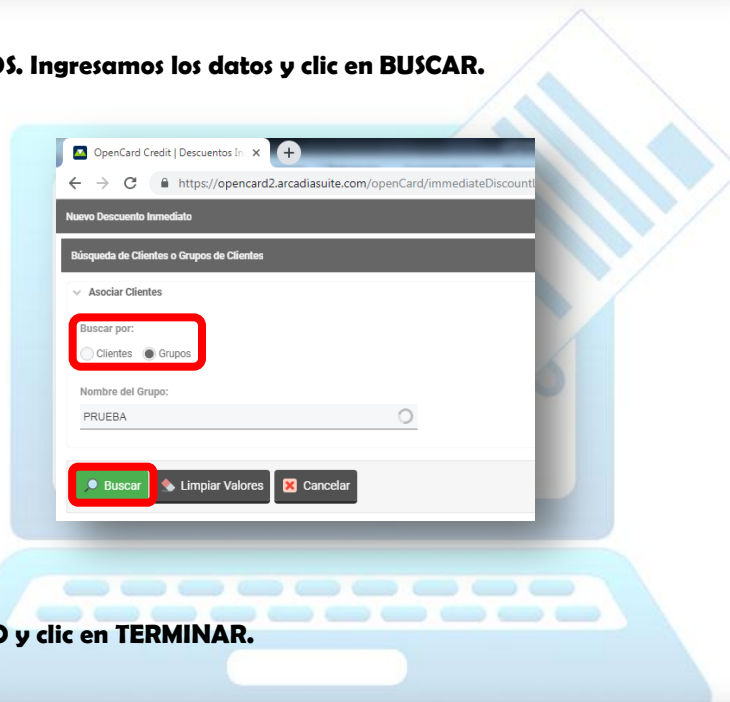 OS. Ingresamos los datos y clic en BUSCAR.
OpenCard Credit | Descuentos In
https://opencard2.arcadiasuite.com/openCard/immediateDiscountL
Nuevo Descuento Inmediato
Búsqueda de Clientes o Grupos de Clientes
Asociar Clientes
Buscar por:
Clientes Grupos
Nombre del Grupo:
PRUEBA
Buscar Limpiar Valores Cancelar
O y clic en TERMINAR.